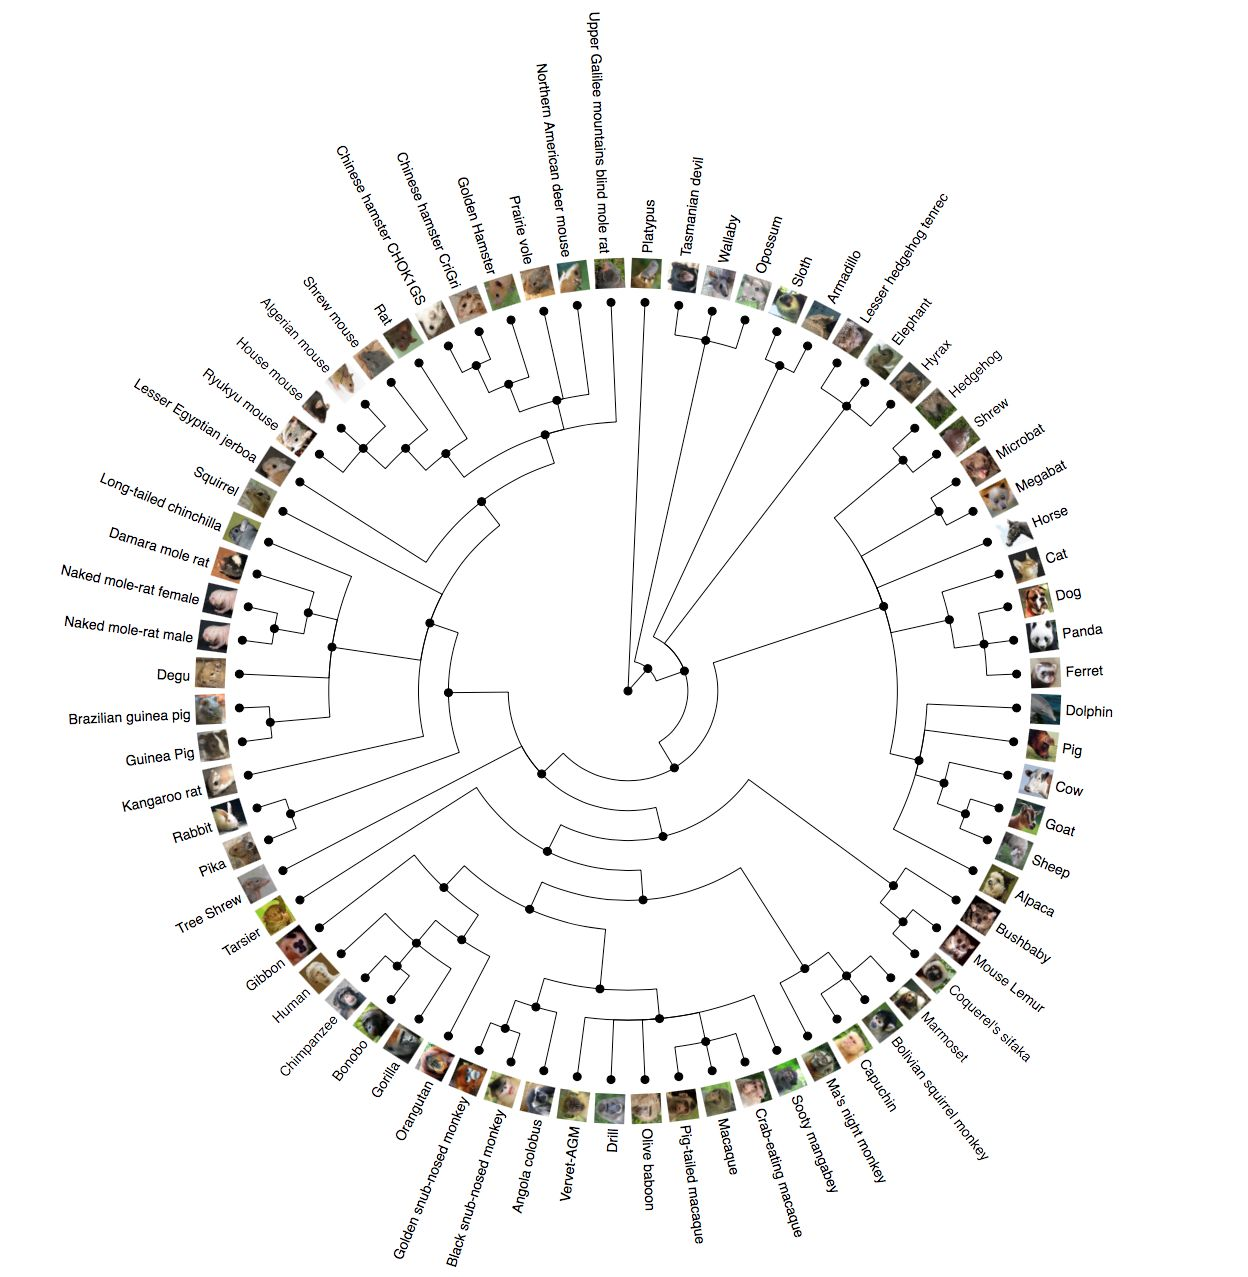 Platypus
Tasmanian devil
Wallaby
Opossum
Sloth
Armadillo
Lesser hedgehog tenrec
Elephant
Hyrax
Hedgehog
Shrew
Microbat
Megabat
Horse
Cat
Dog
Panda
Ferret
Dolphin
Pig
Cow
Goat
Sheep
Alpaca
Bushbaby
Mouse Lemur
Coquerel's sifaka
Marmoset
Bolivian squirrel monkey
Capuchin
Ma's night monkey
Sooty mangabey
Crab-eating macaque
Macaque
Pig-tailed macaque
Olive baboon
Drill
Vervet-AGM
Angola colobus
Black snub-nosed monkey
Golden snub-nosed monkey
Orangutan
Gorilla
Bonobo
Chimpanzee
Human
Gibbon
Tarsier
Tree Shrew
Pika
Rabbit
Kangaroo rat
Guinea Pig
Brazilian guinea pig
Degu
Naked mole-rat male
Naked mole-rat female
Damara mole rat
Long-tailed chinchilla
Squirrel
Lesser Egyptian jerboa
Ryukyu mouse
House mouse
Algerian mouse
Shrew mouse
Rat
Chinese hamster CHOK1GS
Chinese hamster CriGri
Golden Hamster
Prairie vole
Northern American deer mouse
Upper Galilee mountains blind mole rat